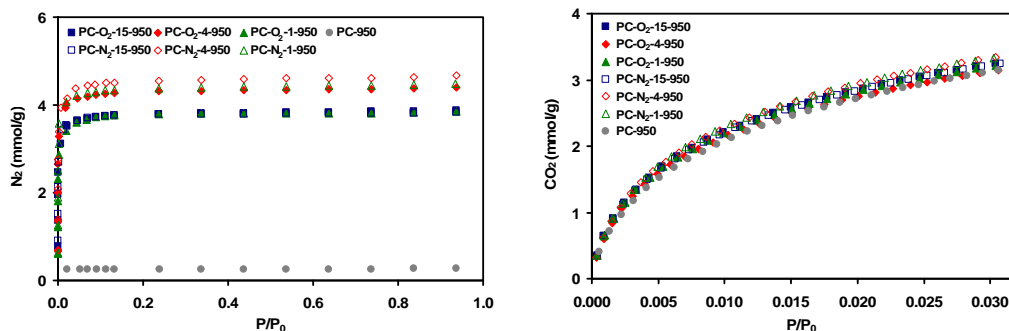 6
4
2
0
N₂ (mmol/g)
PC-O₂-15-950 PC-O₂-4-950 PC-O₂-1-950 PC-950
PC-N₂-15-950 PC-N₂-4-950 PC-N₂-1-950
0.0 0.2 0.4 0.6 0.8 1.0
P/P₀
4
3
2
1
0
CO₂ (mmol/g)
PC-O₂-15-950
PC-O₂-4-950
PC-O₂-1-950
PC-N₂-15-950
PC-N₂-4-950
PC-N₂-1-950
PC-950
0.000 0.005 0.010 0.015 0.020 0.025 0.030
P/P₀